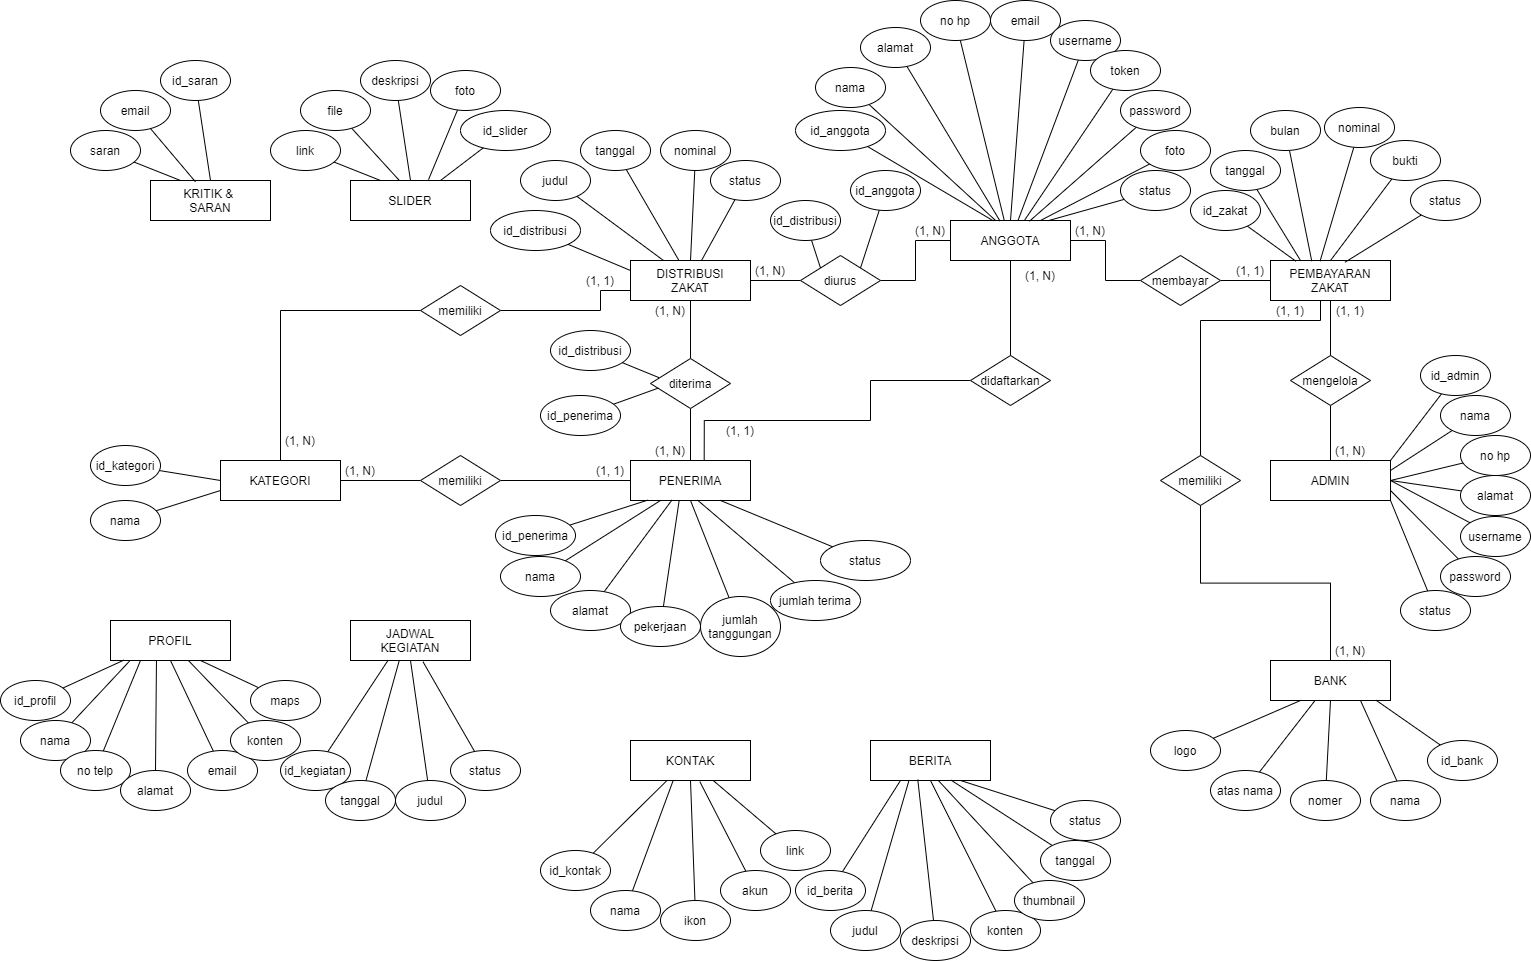 no hp
email
username
alamat
token
nama
password
id_anggota
foto
status
ANGGOTA
id_saran
email
saran
KRITIK &
SARAN
deskripsi
foto
file
id_slider
link
SLIDER
tanggal
nominal
judul
status
id_distribusi
DISTRIBUSI
ZAKAT
id_anggota
id_distribusi
diurus
(1, N)
(1, N)
(1, N)
membayar
(1, 1)
bulan
nominal
tanggal
bukti
id_zakat
status
PEMBAYARAN
ZAKAT
(1, 1)
(1, N)
(1, N)
(1, 1)
(1, 1)
memiliki
id_distribusi
diterima
id_penerima
didaftarkan
mengelola
id_admin
nama
no hp
alamat
username
password
status
ADMIN
(1, N)
(1, 1)
(1, N)
(1, N)
id_kategori
nama
KATEGORI
(1, N)
memiliki
(1, 1)
PENERIMA
memiliki
id_penerima
nama
alamat
pekerjaan
jumlah
tanggungan
jumlah terima
status
PROFIL
id_profil
nama
no telp
alamat
email
konten
maps
JADWAL
KEGIATAN
id_kegiatan
tanggal
judul
status
(1, N)
BANK
logo
atas nama
nomer
nama
id_bank
KONTAK
id_kontak
nama
ikon
akun
link
BERITA
id_berita
judul
deskripsi
konten
thumbnail
tanggal
status